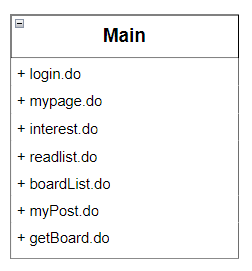 Main
+ login.do
+ mypage.do
+ interest.do
+ readlist.do
+ boardList.do
+ myPost.do
+ getBoard.do